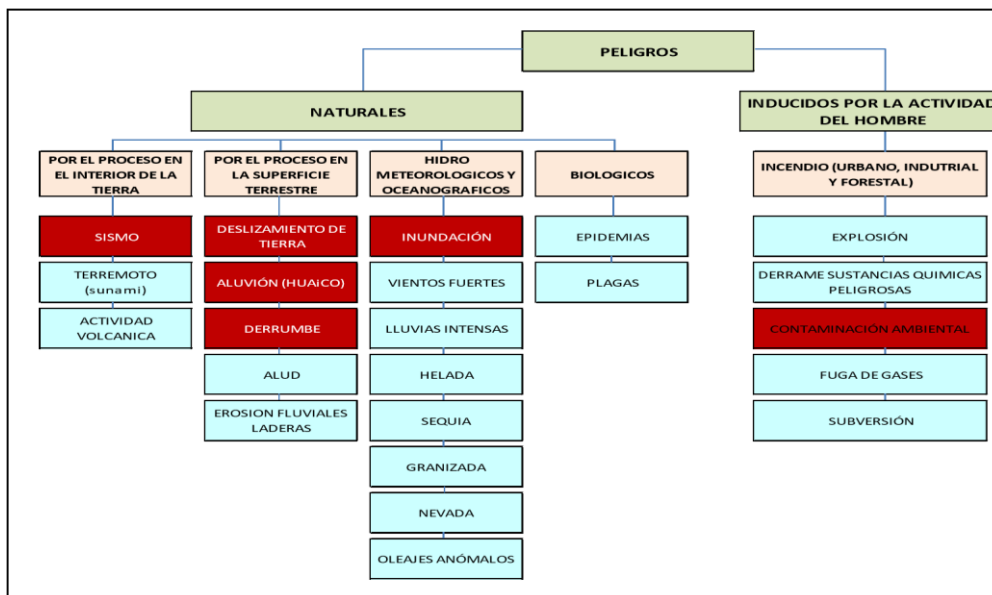 PELIGROS
NATURALES
INDUCIDOS POR LA ACTIVIDAD
DEL HOMBRE
POR EL PROCESO EN
EL INTERIOR DE LA
TIERRA
POR EL PROCESO EN
LA SUPERFICIE
TERRESTRE
HIDRO
METEOROLOGICOS Y
OCEANOGRAFICOS
BIOLOGICOS
INCENDIO (URBANO, INDUTRIAL
Y FORESTAL)
SISMO
TERREMOTO
(sunami)
ACTIVIDAD
VOLCANICA
DESLIZAMIENTO DE
TIERRA
ALUVIÓN (HUAiCO)
DERRUMBE
ALUD
EROSION FLUVIALES
LADERAS
INUNDACIÓN
VIENTOS FUERTES
LLUVIAS INTENSAS
HELADA
SEQUIA
GRANIZADA
NEVADA
OLEAJES ANÓMALOS
EPIDEMIAS
PLAGAS
EXPLOSIÓN
DERRAME SUSTANCIAS QUIMICAS
PELIGROSAS
CONTAMINACIÓN AMBIENTAL
FUGA DE GASES
SUBVERSIÓN